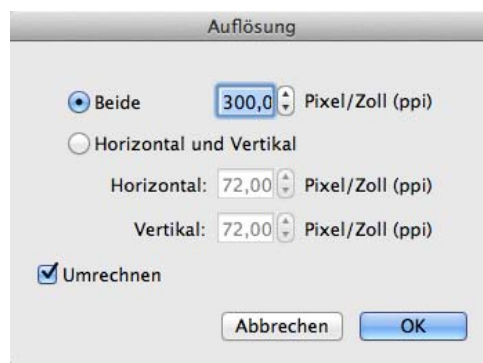 Auflösung
Beide 300,0 Pixel/Zoll (ppi)
Horizontal und Vertikal
Horizontal: 72,00 Pixel/Zoll (ppi)
Vertikal: 72,00 Pixel/Zoll (ppi)
Umrechnen
Abbrechen OK